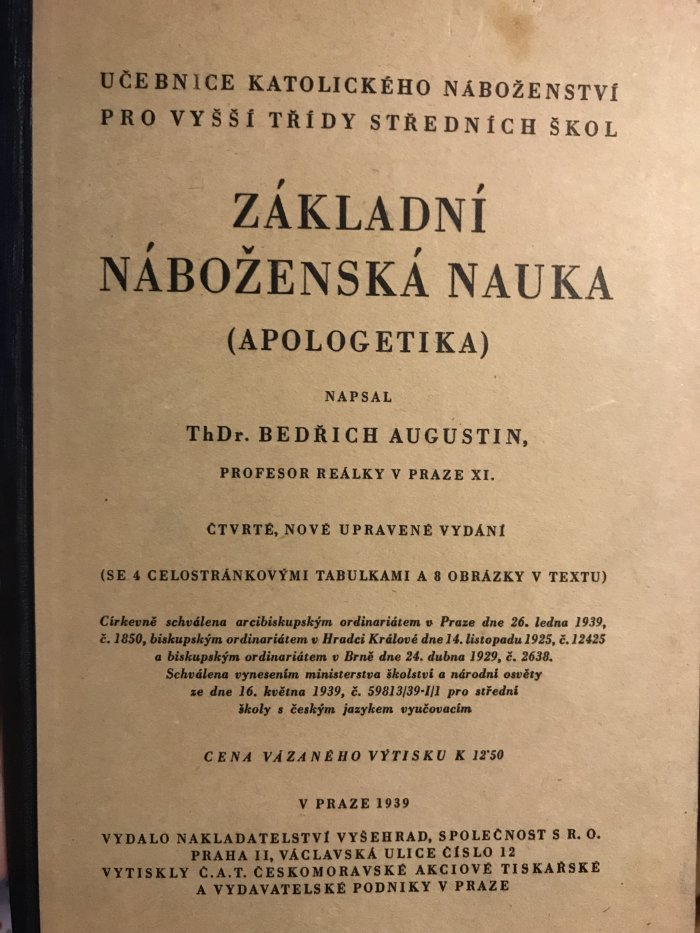 UČEBNICE KATOLICKÉHO NÁBOŽENSTVÍ
PRO VYŠŠÍ TŘÍDY STŘEDNÍCH ŠKOL
ZÁKLADNÍ
NÁBOŽENSKÁ NAUKA
(APOLOGETIKA)
NAPSAL
ThDr. BEDŘICH AUGUSTIN,
PROFESOR REÁLKY V PRAZE XI.
ČTVRTÉ, NOVĚ UPRAVENÉ VYDÁNÍ
(SE 4 CELOSTRÁNKOVÝMI TABULKAMI A 8 OBRÁZKY V TEXTU)
Církevně schválena arcibiskupským ordinariátem v Praze dne 26. ledna 1939,
č. 1850, biskupským ordinariátem v Hradci Králové dne 14. listopadu 1925, č. 12425
a biskupským ordinariátem v Brně dne 24. dubna 1929, č. 2638.
Schválena vynesením ministerstva školství a národní osvěty
ze dne 16. května 1939, č. 59813/39-I/1 pro střední
školy s českým jazykem vyučovacím
CENA VÁZANÉHO VÝTISKU K 12·50
V PRAZE 1939
VYDALO NAKLADATELSTVÍ VYŠEHRAD, SPOLEČNOST S R. O.
PRAHA II, VÁCLAVSKÁ ULICE ČÍSLO 12
VYTISKLY Č.A.T. ČESKOMORAVSKÉ AKCIOVÉ TISKAŘSKÉ
A VYDAVATELSKÉ PODNIKY V PRAZE